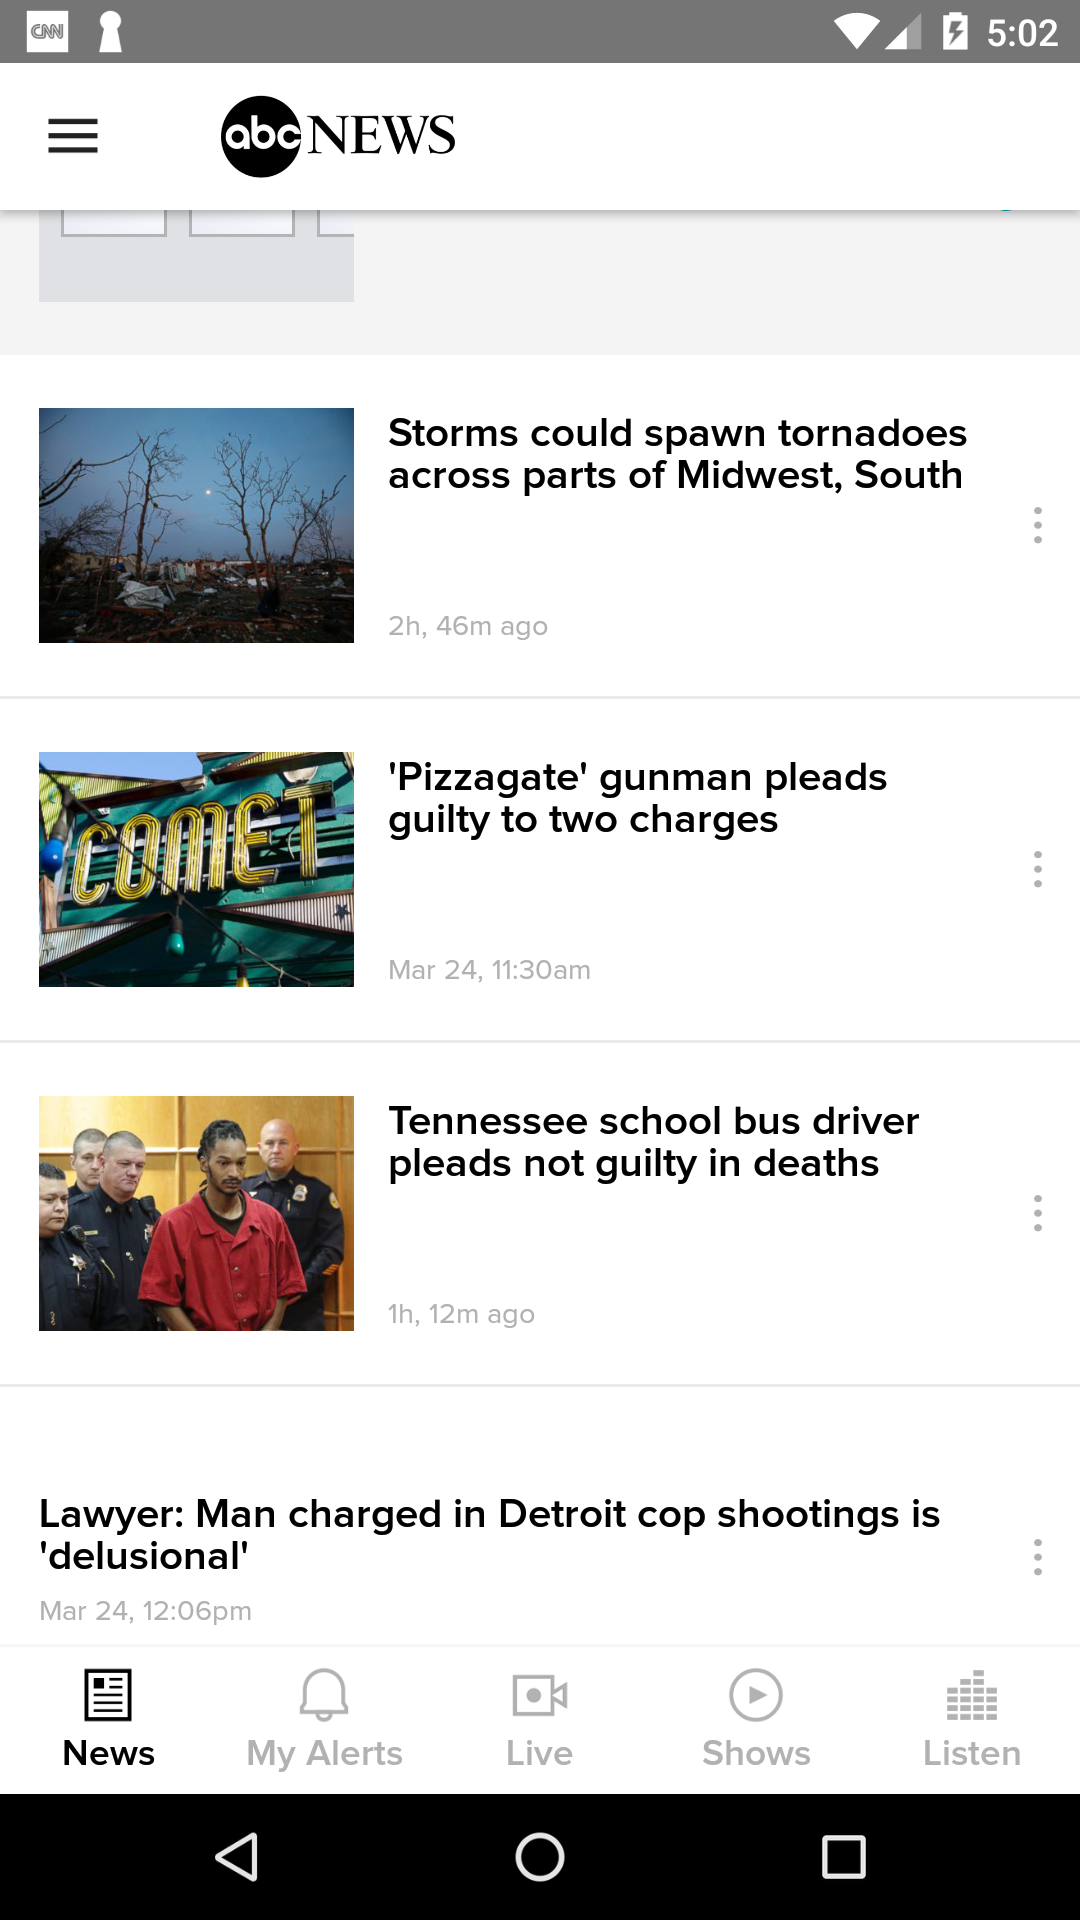 CNN
5:02
abc NEWS
Storms could spawn tornadoes
across parts of Midwest, South
2h, 46m ago
COMET
'Pizzagate' gunman pleads
guilty to two charges
Mar 24, 11:30am
Tennessee school bus driver
pleads not guilty in deaths
1h, 12m ago
Lawyer: Man charged in Detroit cop shootings is
'delusional'
Mar 24, 12:06pm
News
My Alerts
Live
Shows
Listen